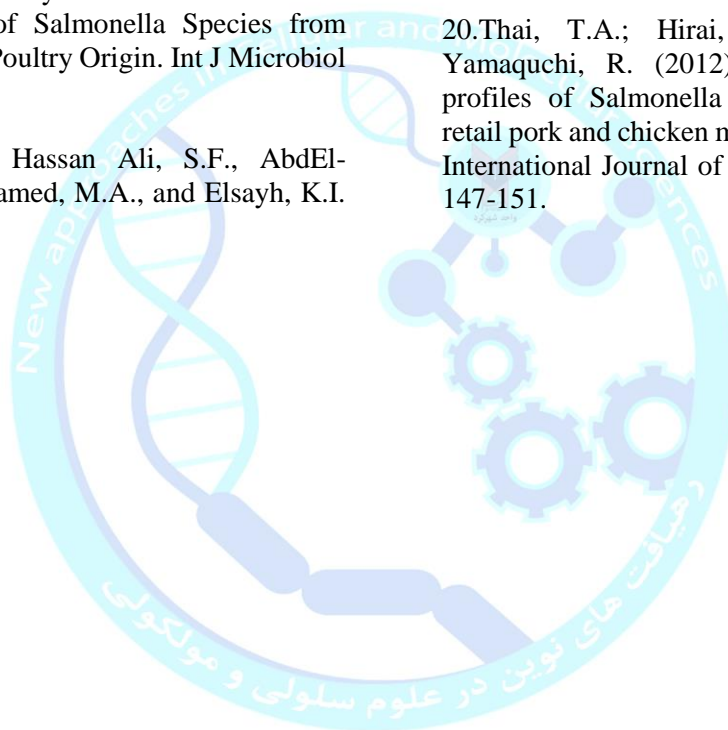 of Salmonella Species from
Poultry Origin. Int J Microbiol
Hassan Ali, S.F., AbdEl-
amed, M.A., and Elsayh, K.I.
20.Thai, T.A.; Hirai,
Yamaquchi, R. (2012)
profiles of Salmonella
retail pork and chicken m
International Journal of
147-151.
New approaches in cellular and Molecular sciences
واحد شهرکرد
رهیافت های نوین در علوم سلولی و مولکولی